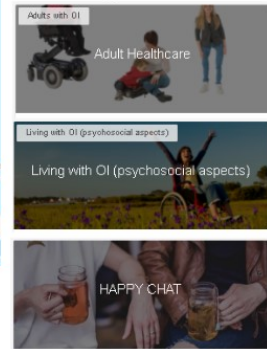 Adults with OI
Adult Healthcare
Living with OI (psychosocial aspects)
Living with OI (psychosocial aspects)
HAPPY CHAT